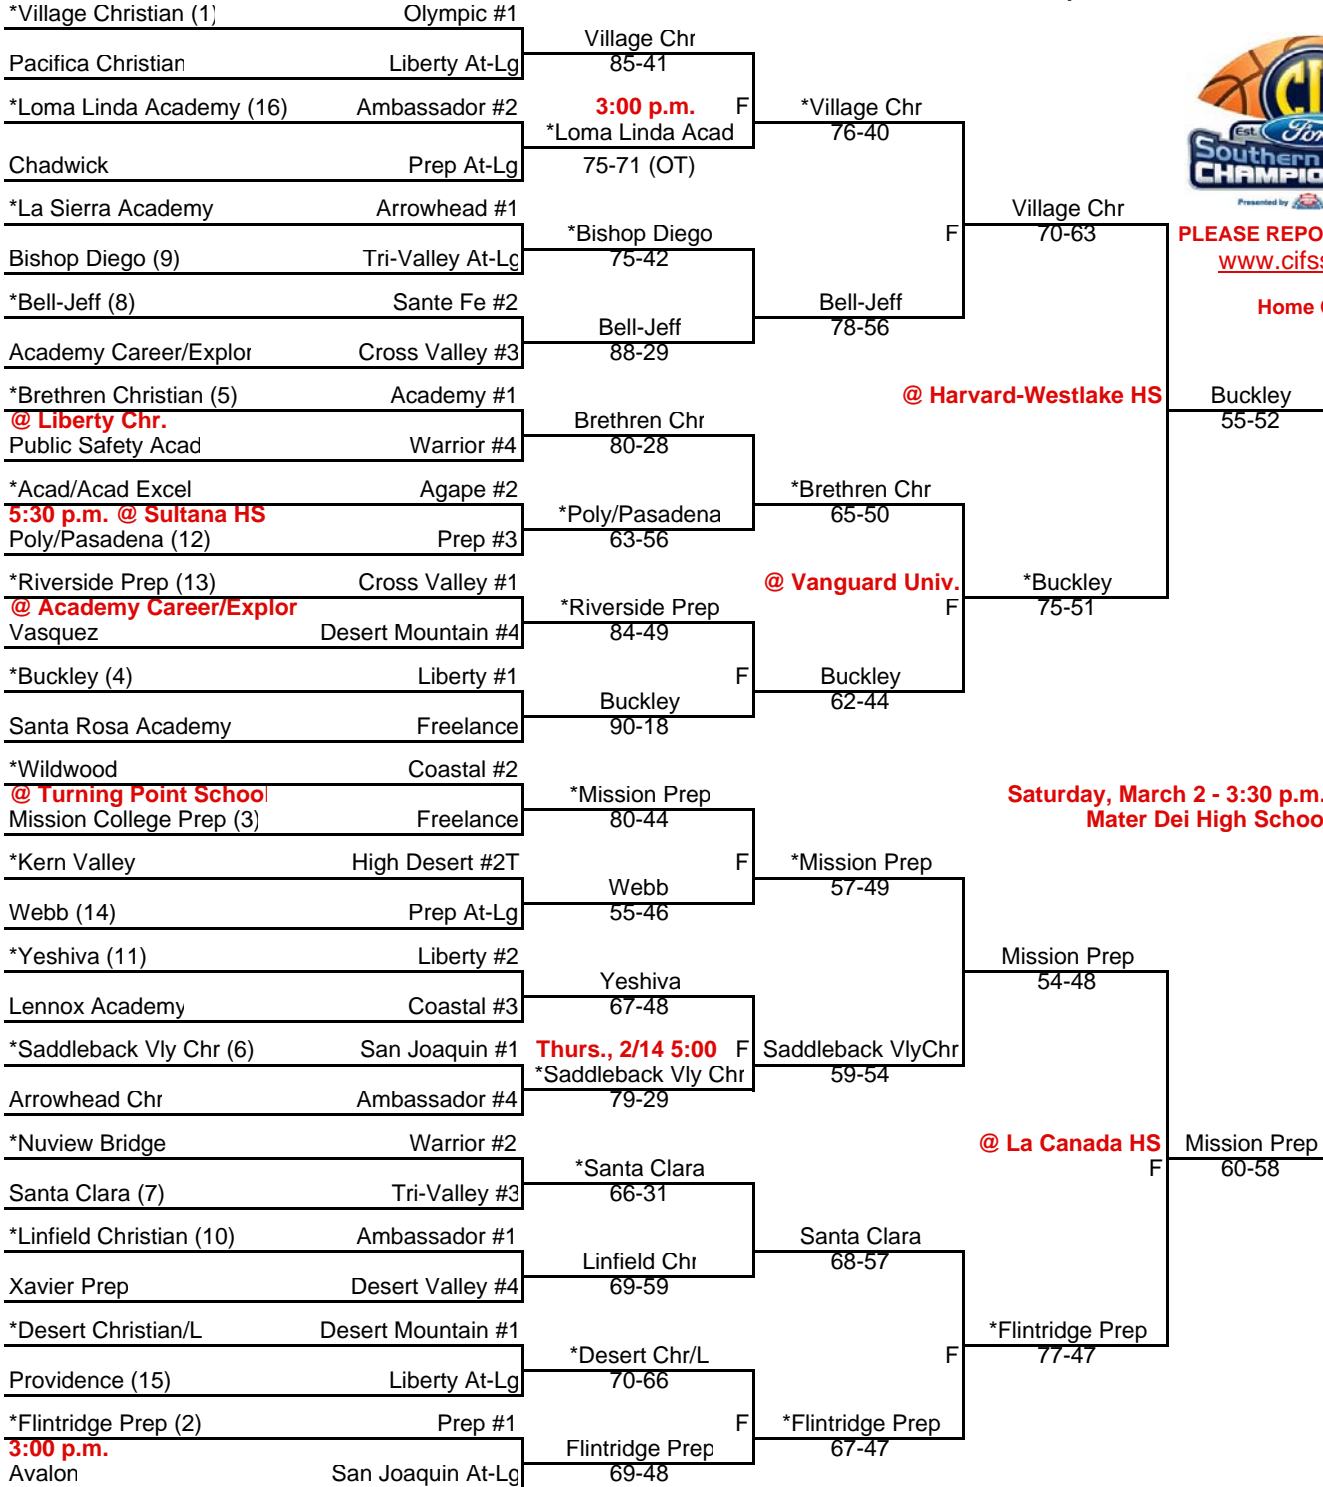 *Village Christian (1) Olympic #1
Village Chr
Pacifica Christian Liberty At-Lg 85-41
*Loma Linda Academy (16) Ambassador #2 3:00 p.m. F *Village Chr
*Loma Linda Acad 76-40
Chadwick Prep At-Lg 75-71 (OT)
Est. Ford
Southern
Presented by
*La Sierra Academy Arrowhead #1 Village Chr
*Bishop Diego F 70-63 PLEASE REPO
Bishop Diego (9) Tri-Valley At-Lg 75-42 www.cifs
*Bell-Jeff (8) Sante Fe #2 Bell-Jeff Home
Bell-Jeff 78-56
Academy Career/Explor Cross Valley #3 88-29
*Brethren Christian (5) Academy #1 @ Harvard-Westlake HS Buckley
@ Liberty Chr. Brethren Chr 55-52
Public Safety Acad Warrior #4 80-28
*Acad/Acad Excel Agape #2 *Brethren Chr
5:30 p.m. @ Sultana HS *Poly/Pasadena 65-50
Poly/Pasadena (12) Prep #3 63-56
*Riverside Prep (13) Cross Valley #1 @ Vanguard Univ. *Buckley
@ Academy Career/Explor *Riverside Prep F 75-51
Vasquez Desert Mountain #4 84-49
*Buckley (4) Liberty #1 F Buckley
Buckley 62-44
Santa Rosa Academy Freelance 90-18
*Wildwood Coastal #2
@ Turning Point School *Mission Prep Saturday, March 2 - 3:30 p.m.
Mission College Prep (3) Freelance 80-44 Mater Dei High Schoo
*Kern Valley High Desert #2T F *Mission Prep
Webb 57-49
Webb (14) Prep At-Lg 55-46
*Yeshiva (11) Liberty #2 Mission Prep
Yeshiva 54-48
Lennox Academy Coastal #3 67-48
*Saddleback Vly Chr (6) San Joaquin #1 Thurs., 2/14 5:00 F Saddleback VlyChr
*Saddleback Vly Chr 59-54
Arrowhead Chr Ambassador #4 79-29
*Nuview Bridge Warrior #2 @ La Canada HS Mission Prep
*Santa Clara F 60-58
Santa Clara (7) Tri-Valley #3 66-31
*Linfield Christian (10) Ambassador #1 Santa Clara
Linfield Chr 68-57
Xavier Prep Desert Valley #4 69-59
*Desert Christian/L Desert Mountain #1 *Flintridge Prep
*Desert Chr/L F 77-47
Providence (15) Liberty At-Lg 70-66
*Flintridge Prep (2) Prep #1 F *Flintridge Prep
3:00 p.m. Flintridge Prep 67-47
Avalon San Joaquin At-Lg 69-48